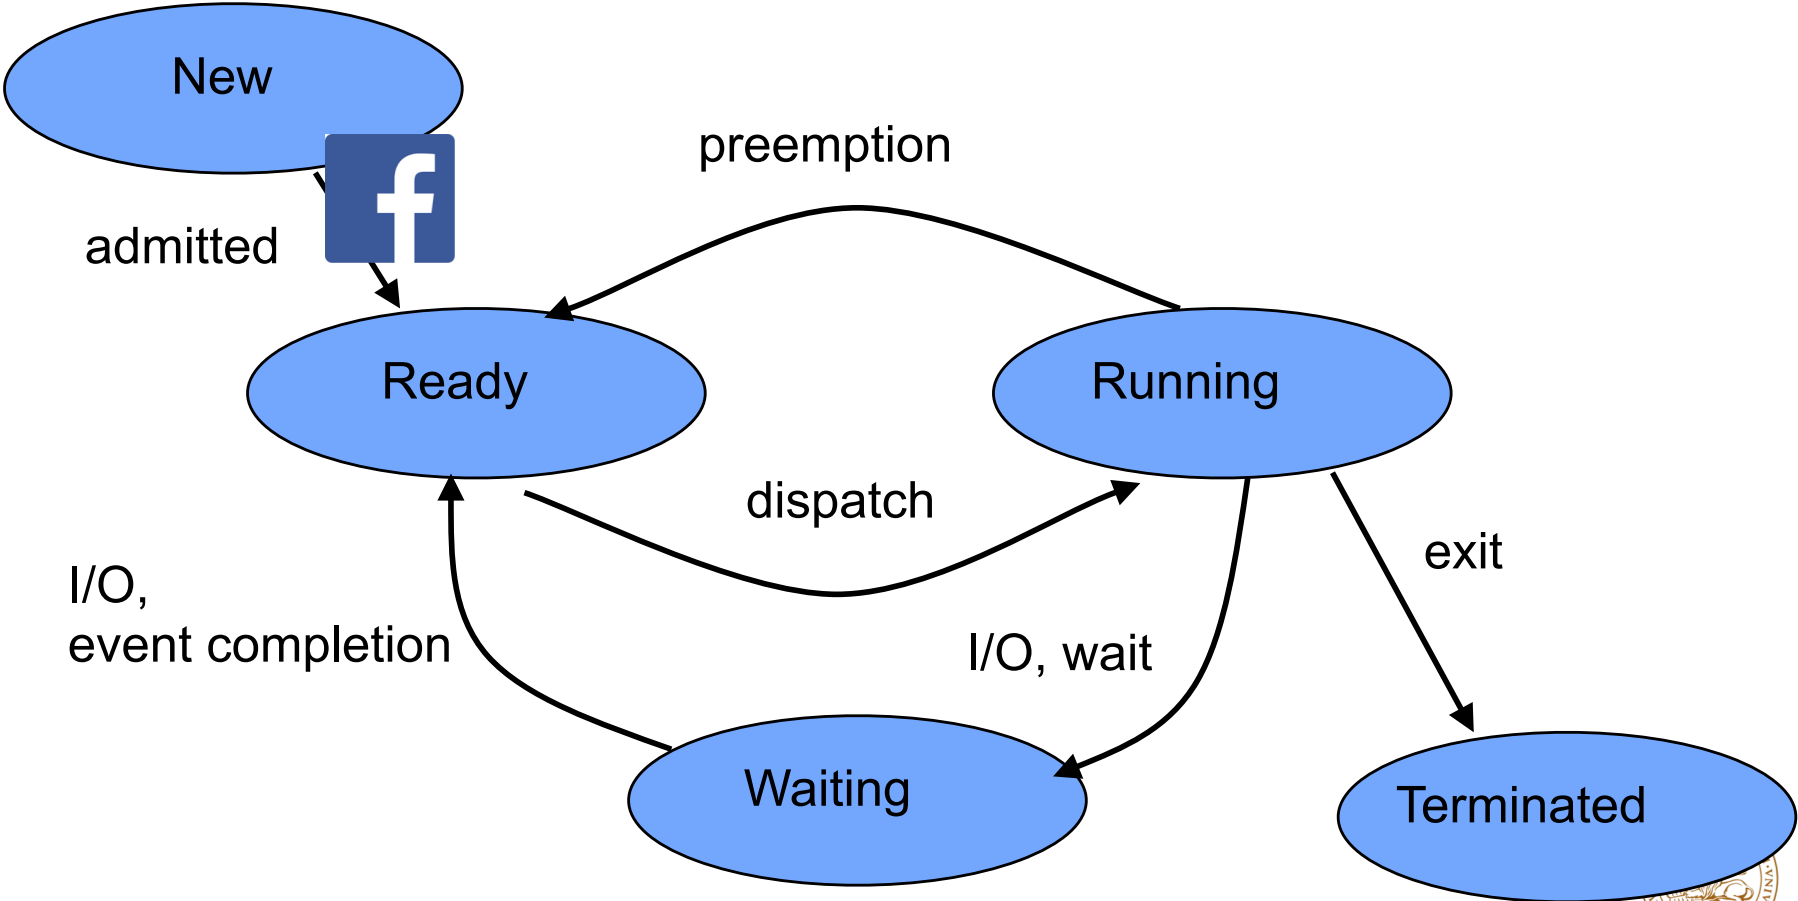 New
preemption
admitted
Ready
Running
dispatch
exit
I/O,
event completion
I/O, wait
Waiting
Terminated